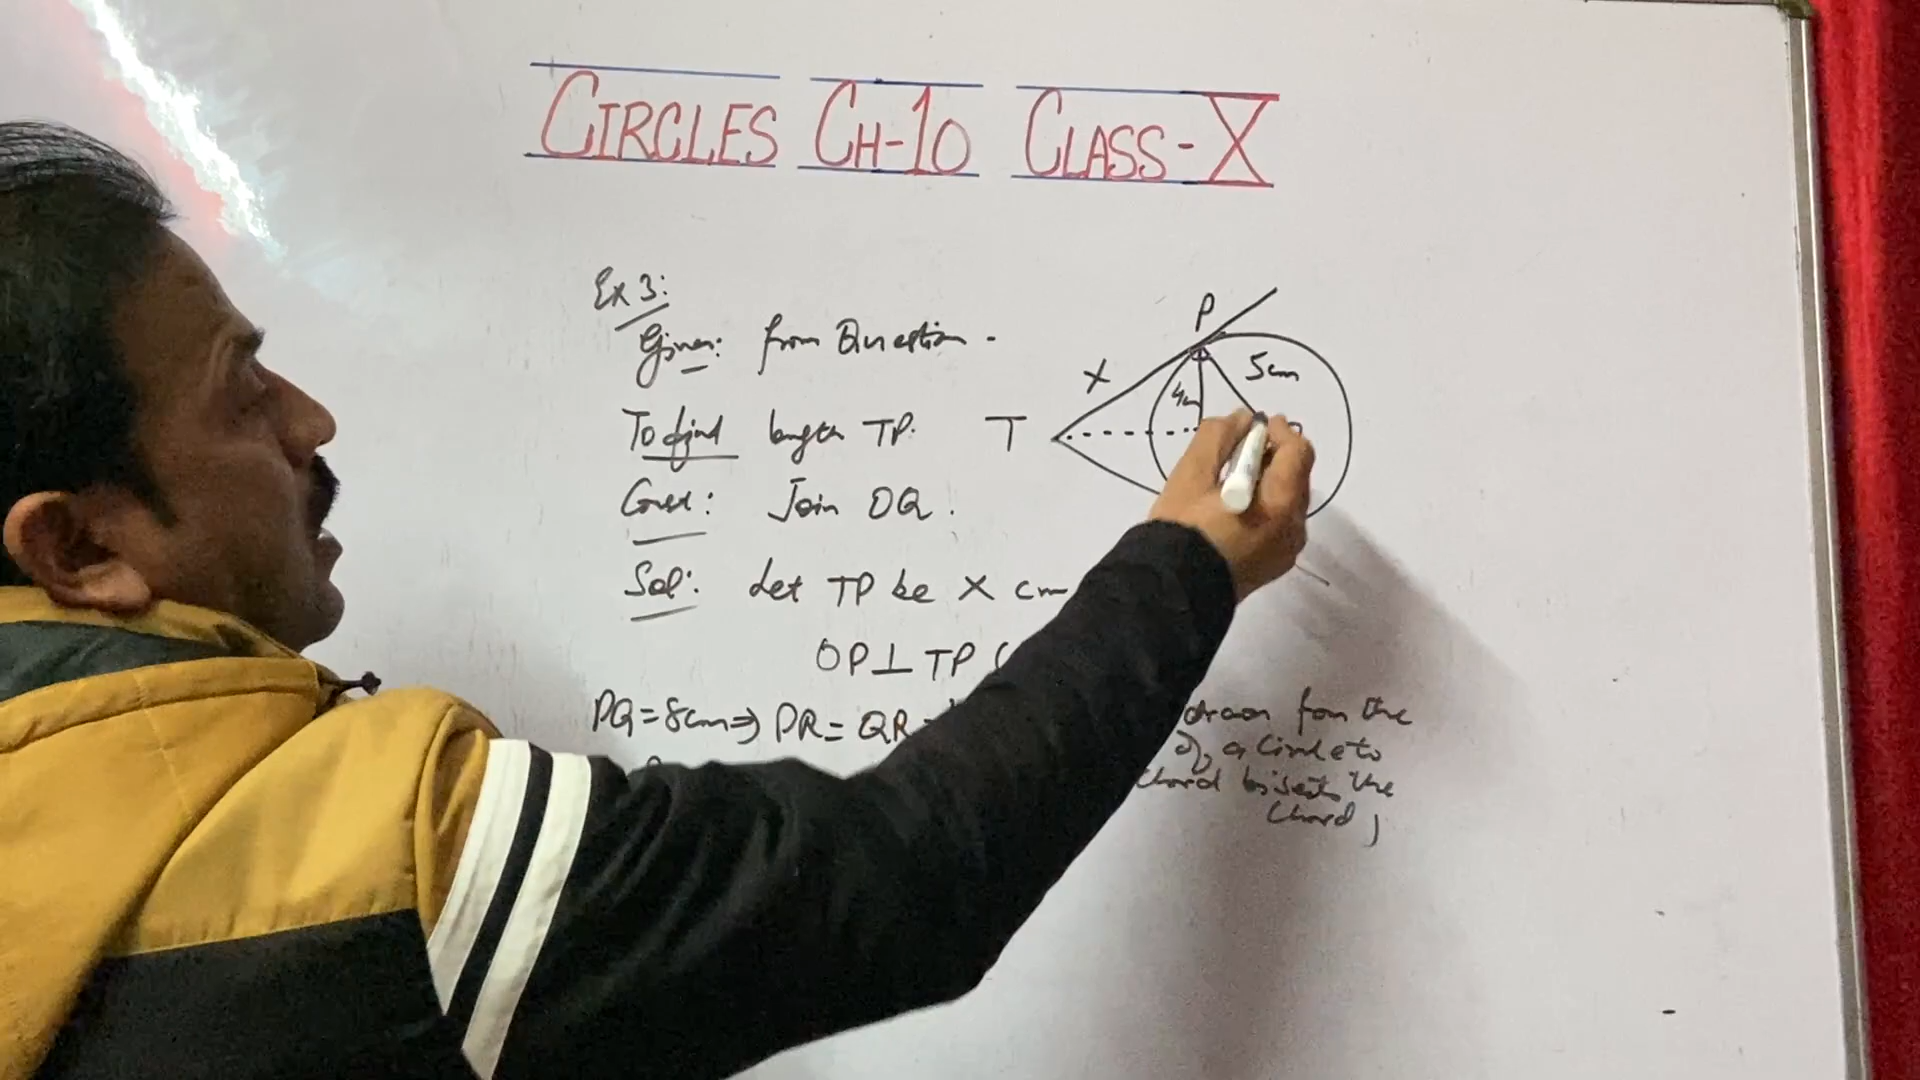 CIRCLES CH-10 CLASS-X
Ex 3:
Given: from Question -
To find length TP.
Const: Join OQ.
Sol: Let TP be X cm
OP ⊥ TP (
PQ = 8cm ⇒ PR = QR =
drawn from the
of a Circle to
chord bisects the
Chord)
P
X
5cm
4cm
T